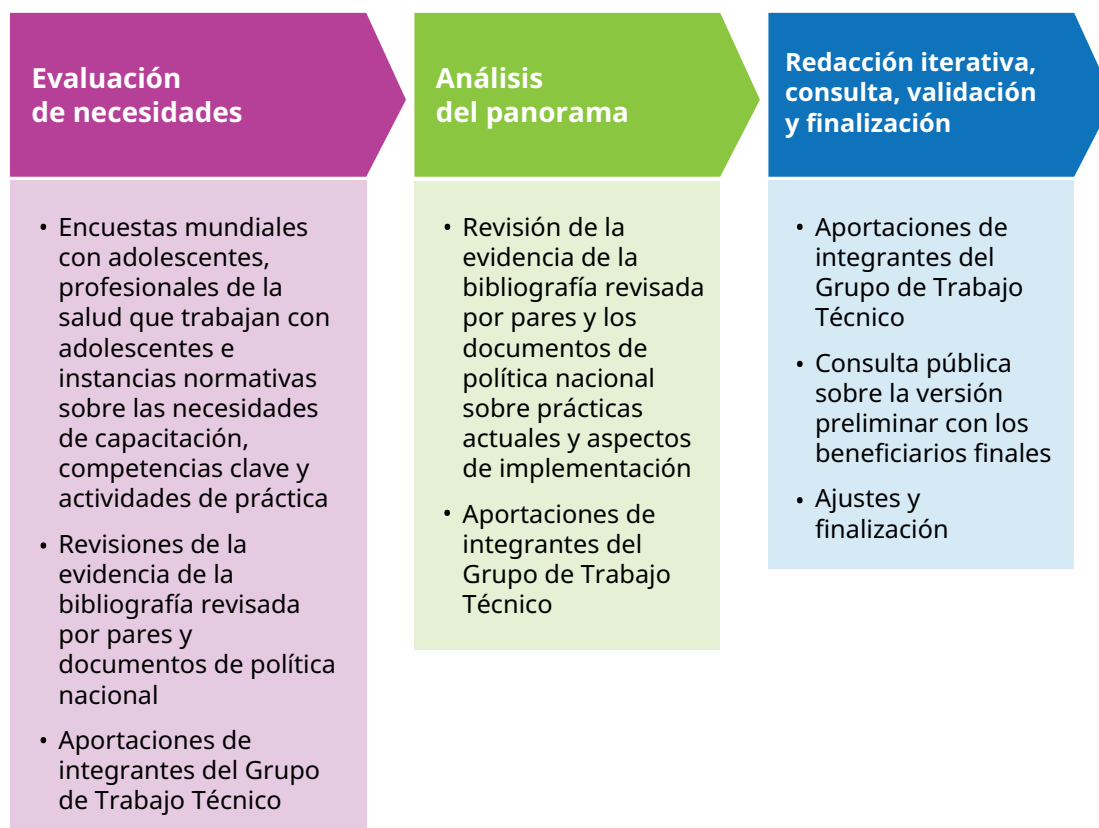 Evaluación
de necesidades
• Encuestas mundiales
con adolescentes,
profesionales de la
salud que trabajan con
adolescentes e
instancias normativas
sobre las necesidades
de capacitación,
competencias clave y
actividades de práctica
• Revisiones de la
evidencia de la
bibliografía revisada
por pares y
documentos de política
nacional
• Aportaciones de
integrantes del Grupo
de Trabajo Técnico
Análisis
del panorama
• Revisión de la
evidencia de la
bibliografía revisada
por pares y los
documentos de
política nacional
sobre prácticas
actuales y aspectos
de implementación
• Aportaciones de
integrantes del
Grupo de Trabajo
Técnico
Redacción iterativa,
consulta, validación
y finalización
• Aportaciones de
integrantes del
Grupo de Trabajo
Técnico
• Consulta pública
sobre la versión
preliminar con los
beneficiarios finales
• Ajustes y
finalización